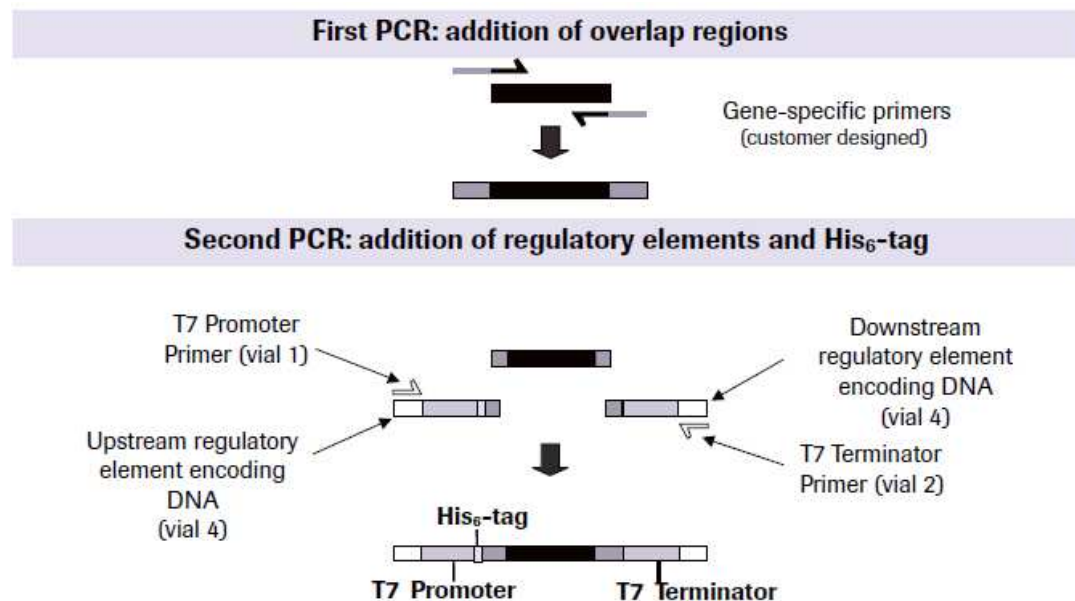 First PCR: addition of overlap regions
Gene-specific primers
(customer designed)
Second PCR: addition of regulatory elements and His₆-tag
T7 Promoter
Primer (vial 1)
Downstream
regulatory element
encoding DNA
(vial 4)
Upstream regulatory
element encoding
DNA
(vial 4)
T7 Terminator
Primer (vial 2)
His₆-tag
T7 Promoter
T7 Terminator